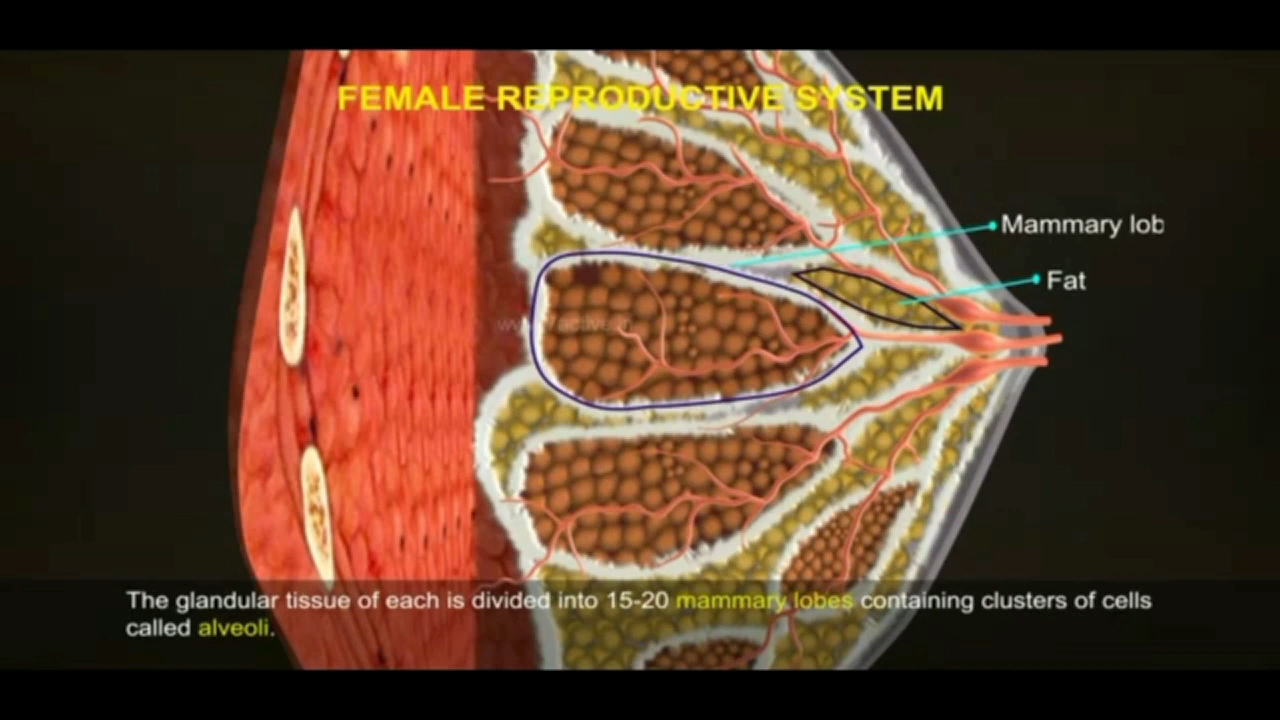 FEMALE REPRODUCTIVE SYSTEM
Mammary lob
Fat
The glandular tissue of each is divided into 15-20 mammary lobes containing clusters of cells
called alveoli.